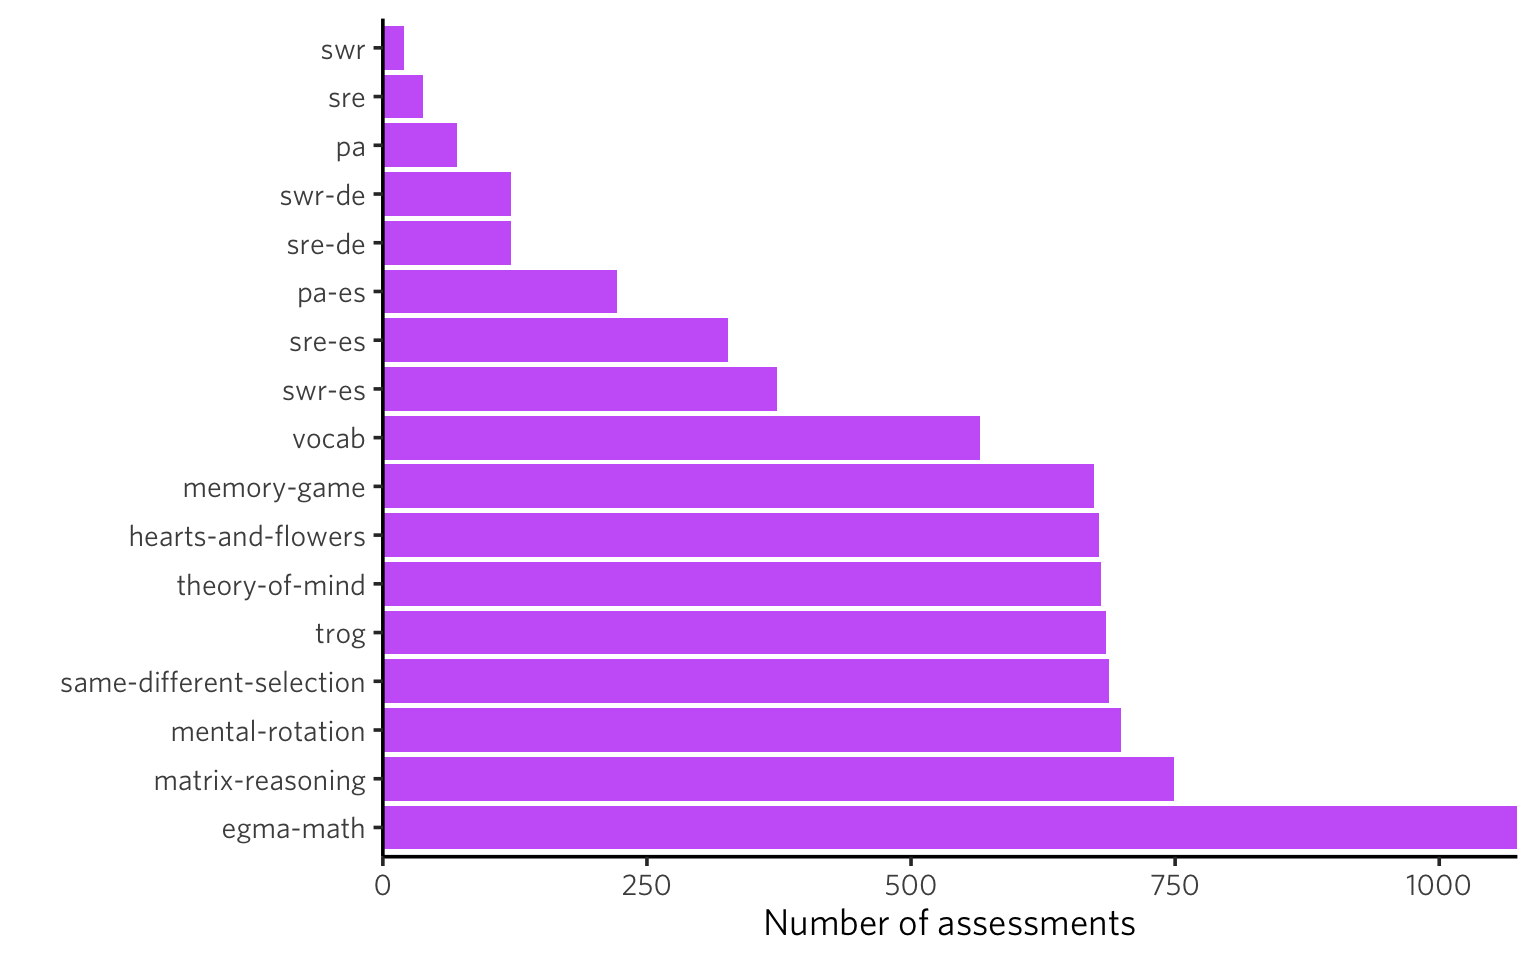 swr
sre
pa
swr-de
sre-de
pa-es
sre-es
swr-es
vocab
memory-game
hearts-and-flowers
theory-of-mind
trog
same-different-selection
mental-rotation
matrix-reasoning
egma-math
0 250 500 750 1000
Number of assessments